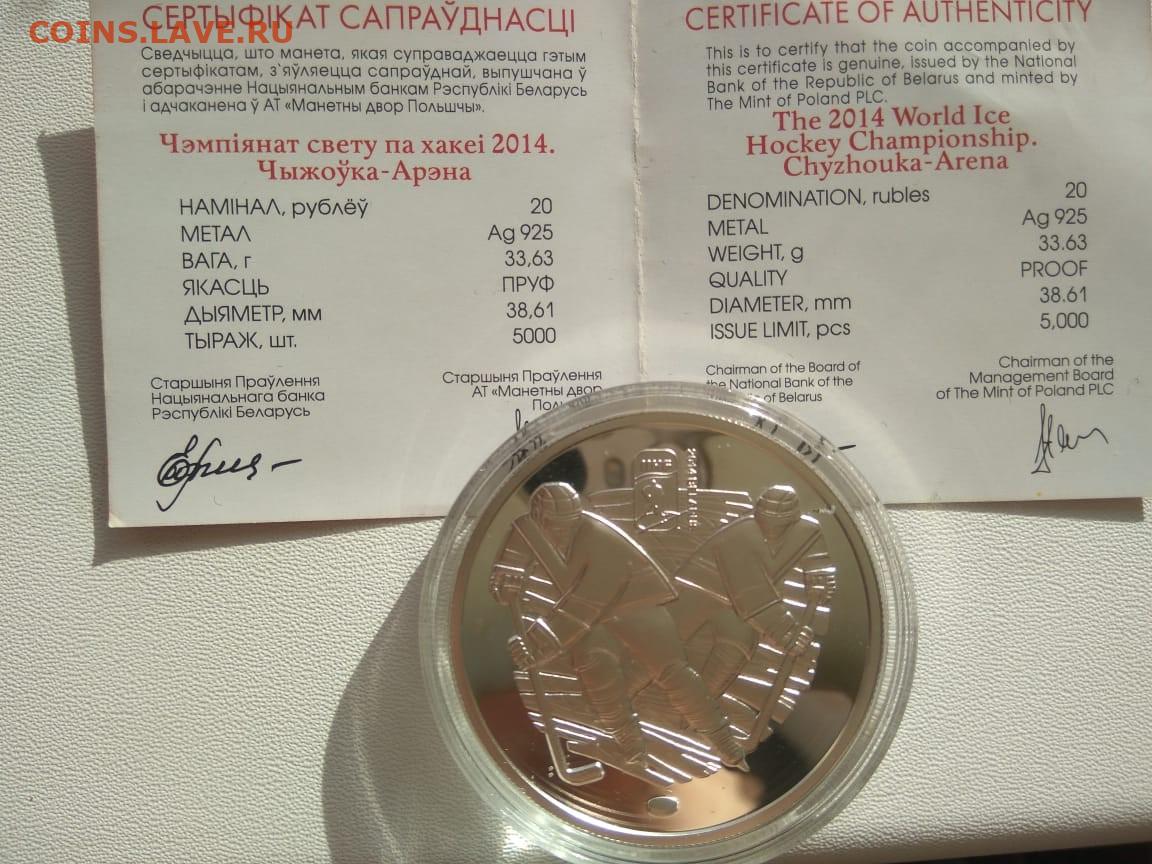 COINS.LAVE.RU
СЕРТЫФІКАТ САПРАЎДНАСЦІ
Сведчыцца, што манета, якая суправаджаецца гэтым
сертыфікатам, з'яўляецца сапраўднай, выпушчана ў
абарачэнне Нацыянальным банкам Рэспублікі Беларусь
і адчаканена ў АТ «Манетны двор Польшчы».
Чэмпіянат свету па хакеі 2014.
Чыжоўка-Арэна
НАМІНАЛ, рублёў 20
МЕТАЛ Ag 925
ВАГА, г 33,63
ЯКАСЦЬ ПРУФ
ДЫЯМЕТР, мм 38,61
ТЫРАЖ, шт. 5000
Старшыня Праўлення
Нацыянальнага банка
Рэспублікі Беларусь
Старшыня Праўлення
АТ «Манетны двор
CERTIFICATE OF AUTHENTICITY
This is to certify that the coin accompanied by
this certificate is genuine, issued by the National
Bank of the Republic of Belarus and minted by
The Mint of Poland PLC.
The 2014 World Ice
Hockey Championship.
Chyzhouka-Arena
DENOMINATION, rubles 20
METAL Ag 925
WEIGHT, g 33.63
QUALITY PROOF
DIAMETER, mm 38.61
ISSUE LIMIT, pcs 5,000
Chairman of the Board of
the National Bank of the
of Belarus
Chairman of the
Management Board
of The Mint of Poland PLC